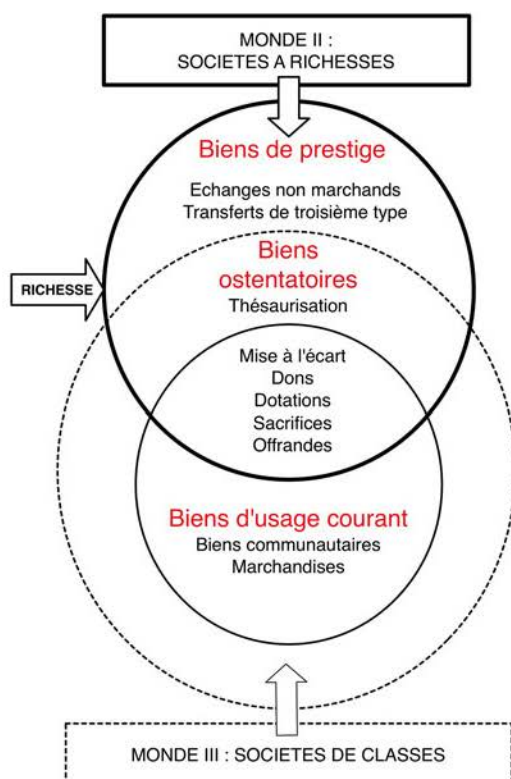 MONDE II :
SOCIETES A RICHESSES
Biens de prestige
Echanges non marchands
Transferts de troisième type
Biens
ostentatoires
RICHESSE
Thésaurisation
Mise à l'écart
Dons
Dotations
Sacrifices
Offrandes
Biens d'usage courant
Biens communautaires
Marchandises
MONDE III : SOCIETES DE CLASSES